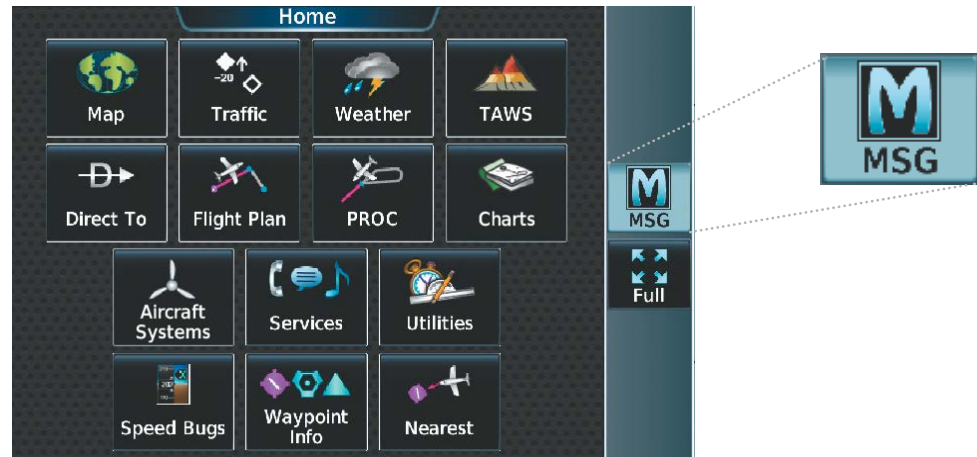 Home
-20
Map
Traffic
Weather
TAWS
D
Direct To
Flight Plan
PROC
Charts
M
MSG
M
MSG
Full
Aircraft
Systems
Services
Utilities
Speed Bugs
Waypoint
Info
Nearest